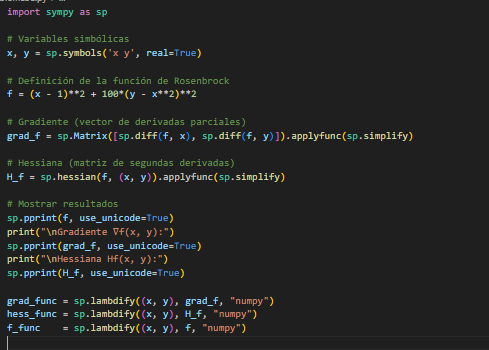 import sympy as sp
# Variables simbólicas
x, y = sp.symbols('x y', real=True)
# Definición de la función de Rosenbrock
f = (x - 1)**2 + 100*(y - x**2)**2
# Gradiente (vector de derivadas parciales)
grad_f = sp.Matrix([sp.diff(f, x), sp.diff(f, y)]).applyfunc(sp.simplify)
# Hessiana (matriz de segundas derivadas)
H_f = sp.hessian(f, (x, y)).applyfunc(sp.simplify)
# Mostrar resultados
sp.pprint(f, use_unicode=True)
print("\nGradiente ∇f(x, y):")
sp.pprint(grad_f, use_unicode=True)
print("\nHessiana Hf(x, y):")
sp.pprint(H_f, use_unicode=True)
grad_func = sp.lambdify((x, y), grad_f, "numpy")
hess_func = sp.lambdify((x, y), H_f, "numpy")
f_func    = sp.lambdify((x, y), f, "numpy")